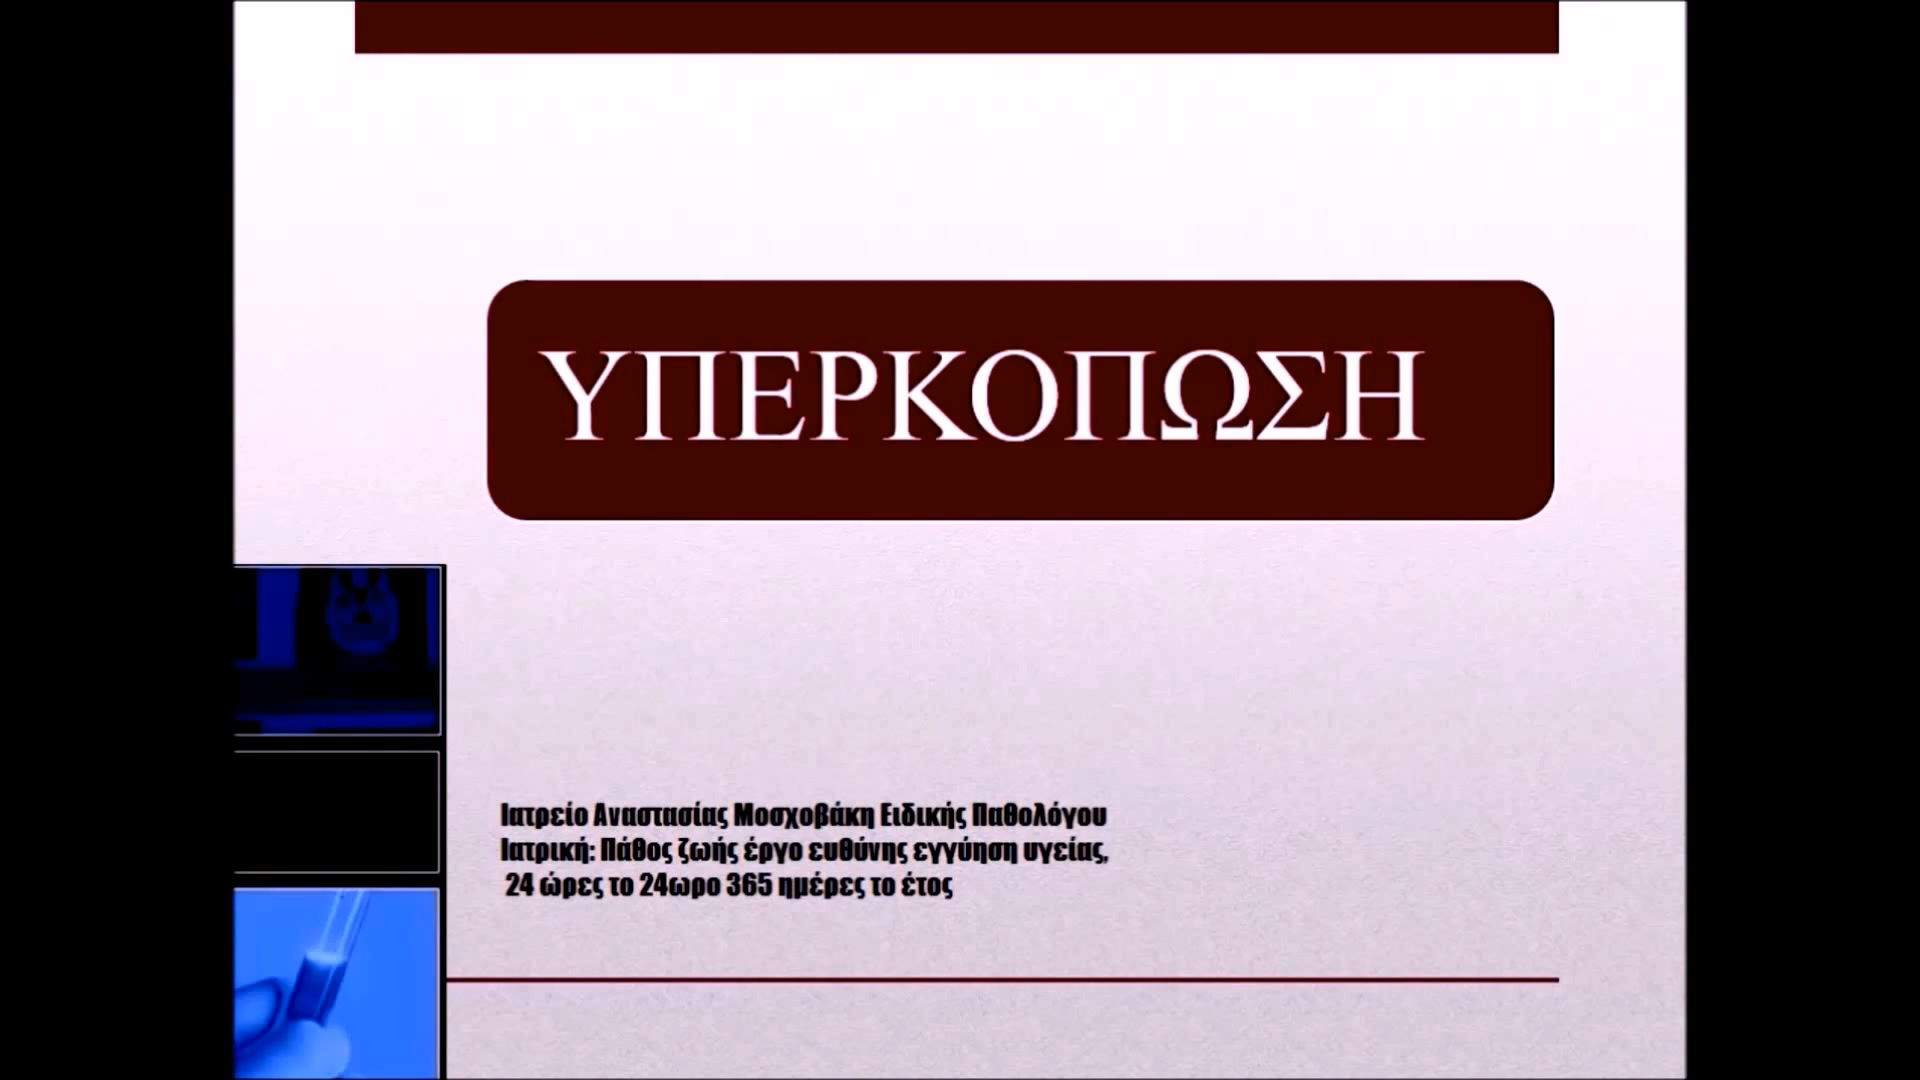 ΥΠΕΡΚΟΠΩΣΗ
Ιατρείο Αναστασίας Μοσχοβάκη Ειδικής Παθολόγου
Ιατρική: Πάθος ζωής έργο ευθύνης εγγύηση υγείας,
24 ώρες το 24ωρο 365 ημέρες το έτος